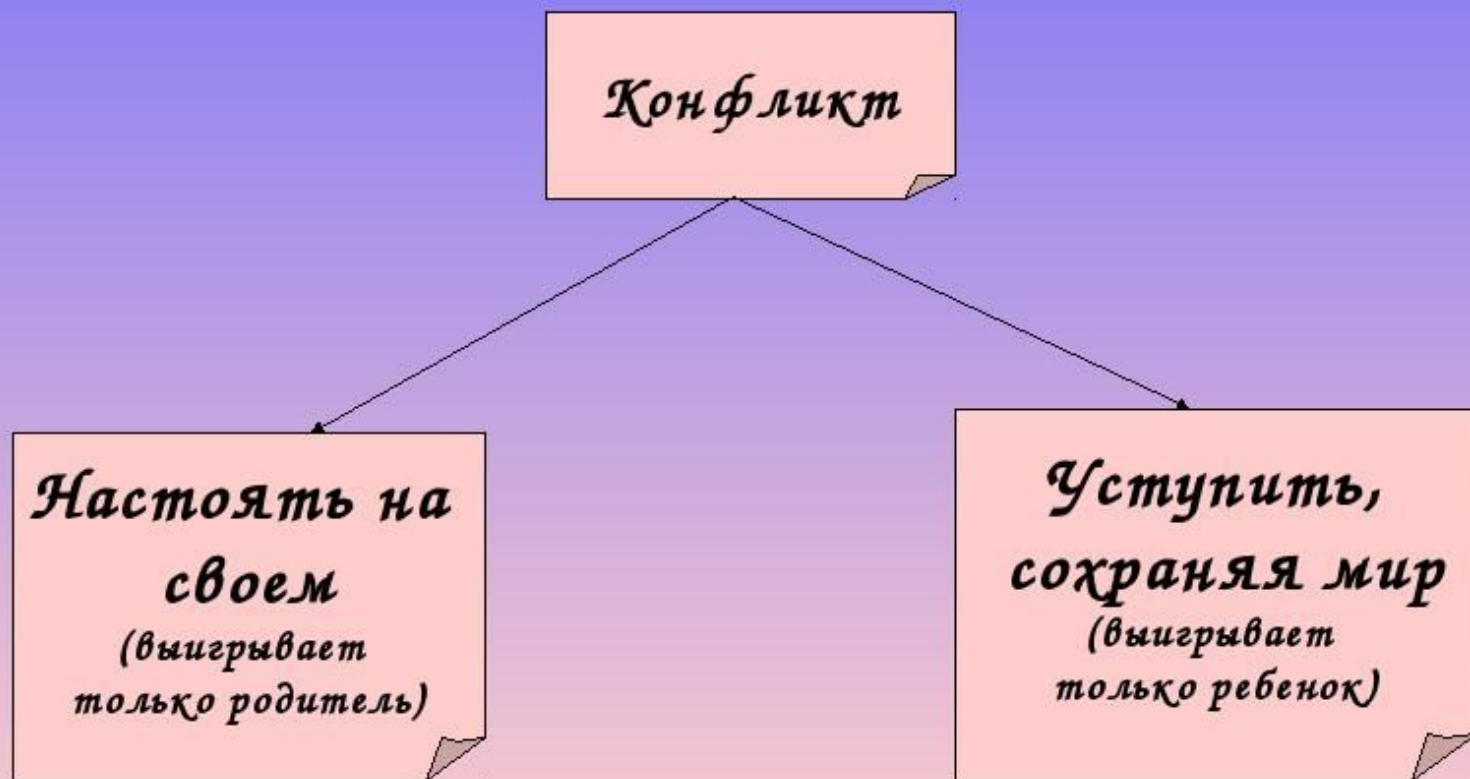 Конфликт
Настоять на
своем
(выигрывает
только родитель)
Уступить,
сохраняя мир
(выигрывает
только ребенок)